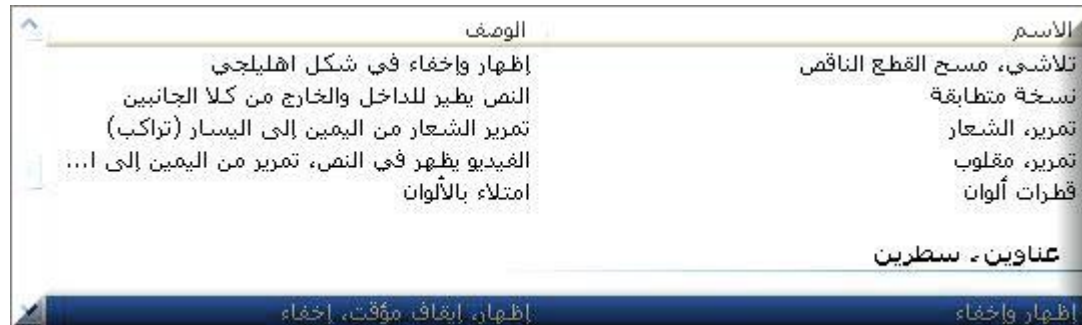 الاسم الوصف
تلاشي، مسح القطع الناقص إظهار وإخفاء في شكل اهليلجي
نسخة متطابقة النص يطير للداخل والخارج من كلا الجانبين
تمرير، الشعار تمرير الشعار من اليمين إلى اليسار (تراكب)
تمرير، مقلوب الفيديو يظهر في النص، تمرير من اليمين إلى ا...
قطرات ألوان امتلاء بالألوان
عناوين، سطرين
إظهار وإخفاء إظهار، إيقاف مؤقت، إخفاء